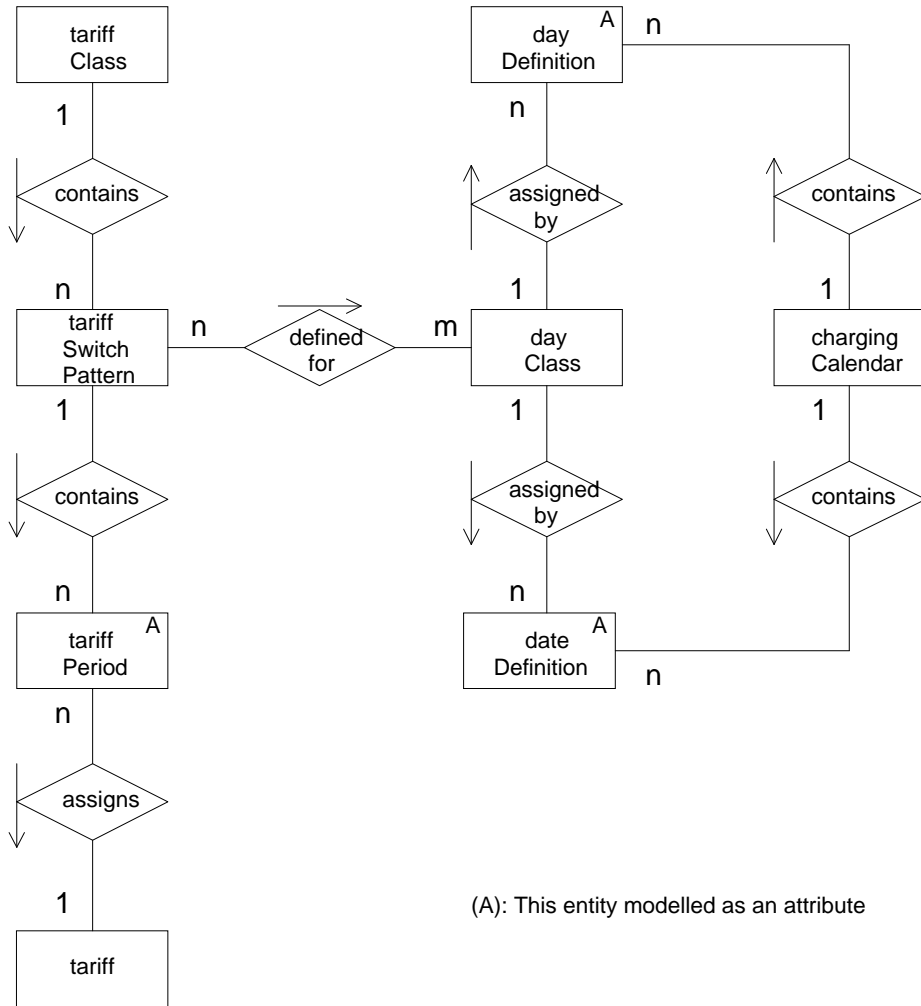 tariff
Class
A
day
Definition
n
1
n
contains
assigned
by
contains
n
1
1
tariff
Switch
Pattern
n
defined
for
m
day
Class
charging
Calendar
1
1
1
contains
assigned
by
contains
n
n
tariff
Period
A
date
Definition
A
n
n
assigns
1
(A): This entity modelled as an attribute
tariff